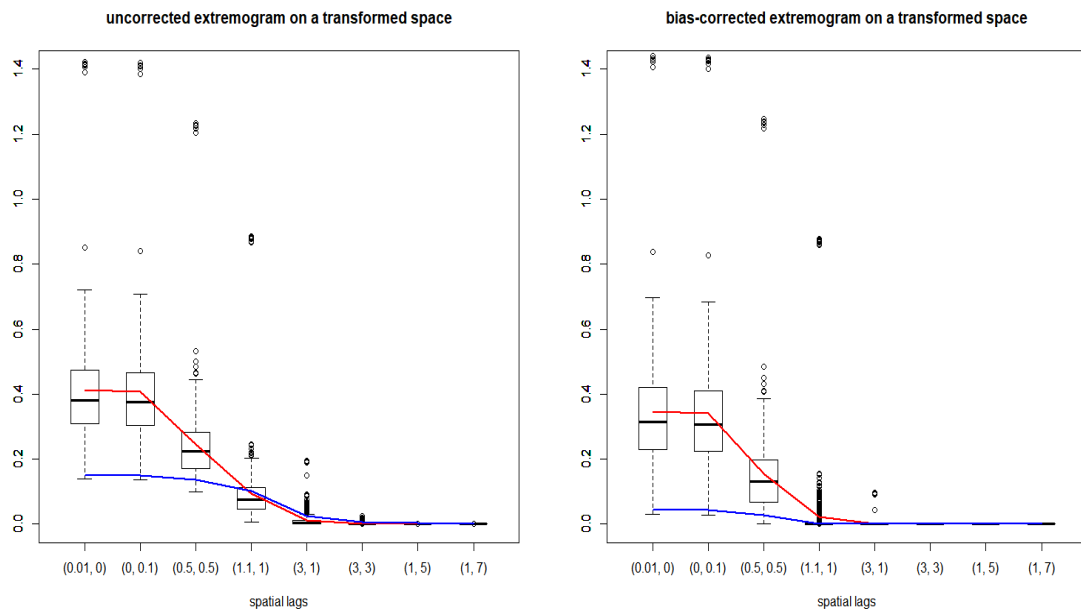 uncorrected extremogram on a transformed space
1.4
1.2
1.0
0.8
0.6
0.4
0.2
0.0
(0.01, 0) (0, 0.1) (0.5, 0.5) (1.1, 1) (3, 1) (3, 3) (1, 5) (1, 7)
spatial lags
bias-corrected extremogram on a transformed space
1.4
1.2
1.0
0.8
0.6
0.4
0.2
0.0
(0.01, 0) (0, 0.1) (0.5, 0.5) (1.1, 1) (3, 1) (3, 3) (1, 5) (1, 7)
spatial lags